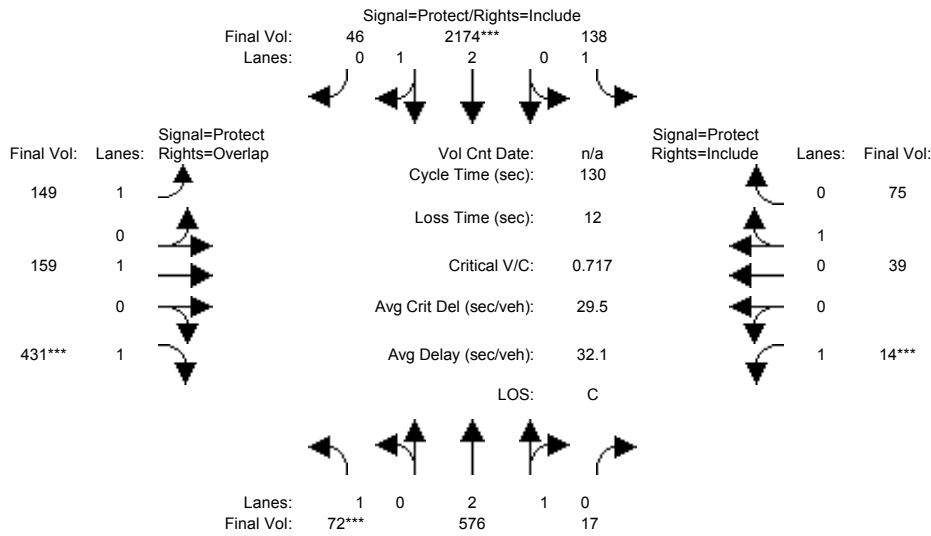 Signal=Protect/Rights=Include
Final Vol: 46 2174*** 138
Lanes: 0 1 2 0 1
Signal=Protect
Final Vol: Lanes: Rights=Overlap
Vol Cnt Date: n/a
Signal=Protect
Rights=Include Lanes: Final Vol:
Cycle Time (sec): 130
149 1
0 75
Loss Time (sec): 12
0
1
159 1
Critical V/C: 0.717
0 39
0
Avg Crit Del (sec/veh): 29.5
0
431*** 1
Avg Delay (sec/veh): 32.1
1 14***
LOS: C
Lanes: 1 0 2 1 0
Final Vol: 72*** 576 17